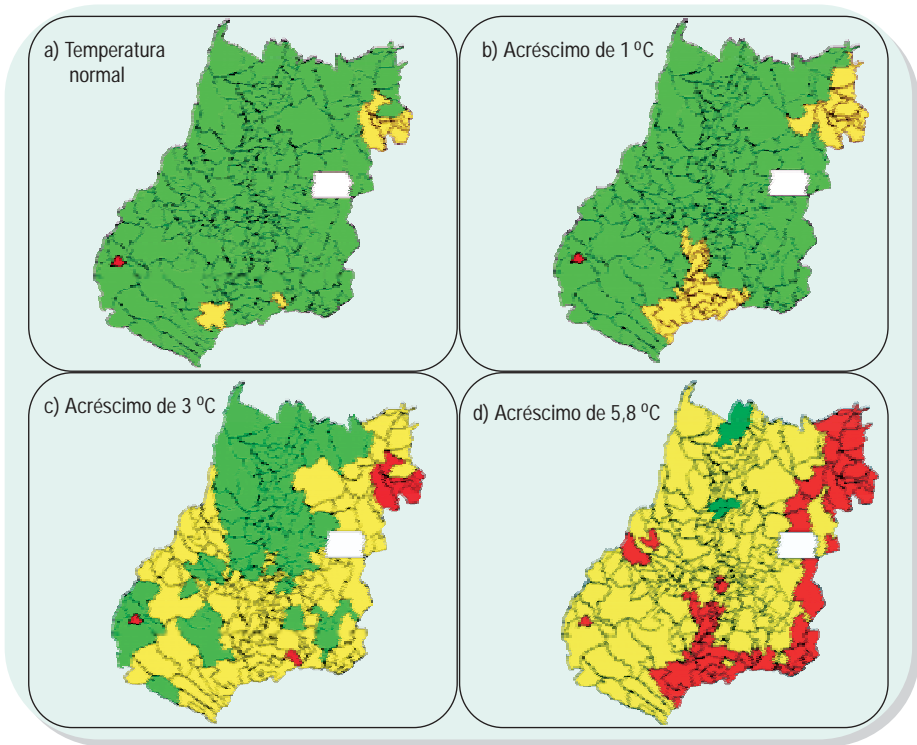 a) Temperatura
normal
b) Acréscimo de 1 ºC
c) Acréscimo de 3 ºC
d) Acréscimo de 5,8 ºC